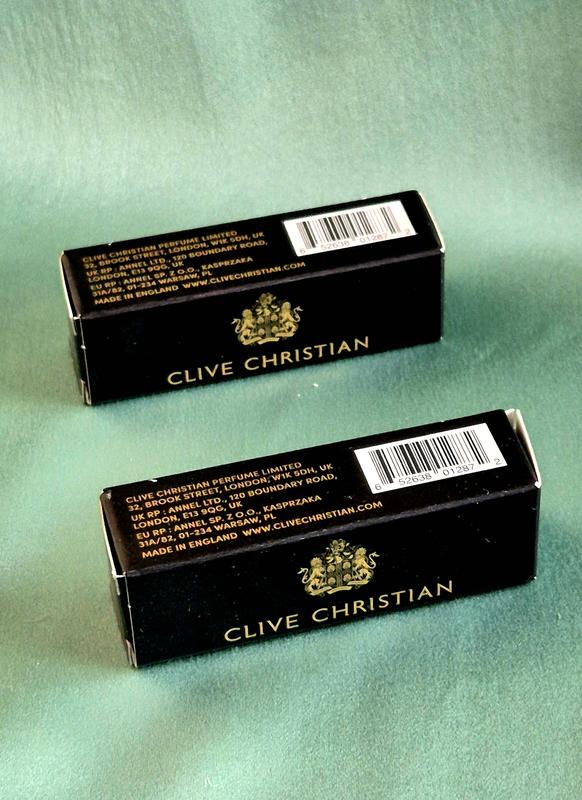 CLIVE CHRISTIAN PERFUME LIMITED
32, BROOK STREET, LONDON, W1K 5DH, UK
UK RP : ANNEL LTD., 120 BOUNDARY ROAD,
LONDON, E13 9QG, UK
EU RP : ANNEL SP. Z O.O., KASPRZAKA
31A/82, 01-234 WARSAW, PL
MADE IN ENGLAND WWW.CLIVECHRISTIAN.COM
6 52638 01287 2
CLIVE CHRISTIAN
CLIVE CHRISTIAN PERFUME LIMITED
32, BROOK STREET, LONDON, W1K 5DH, UK
UK RP : ANNEL LTD., 120 BOUNDARY ROAD,
LONDON, E13 9QG, UK
EU RP : ANNEL SP. Z O.O., KASPRZAKA
31A/82, 01-234 WARSAW, PL
MADE IN ENGLAND WWW.CLIVECHRISTIAN.COM
6 52638 01287 2
CLIVE CHRISTIAN